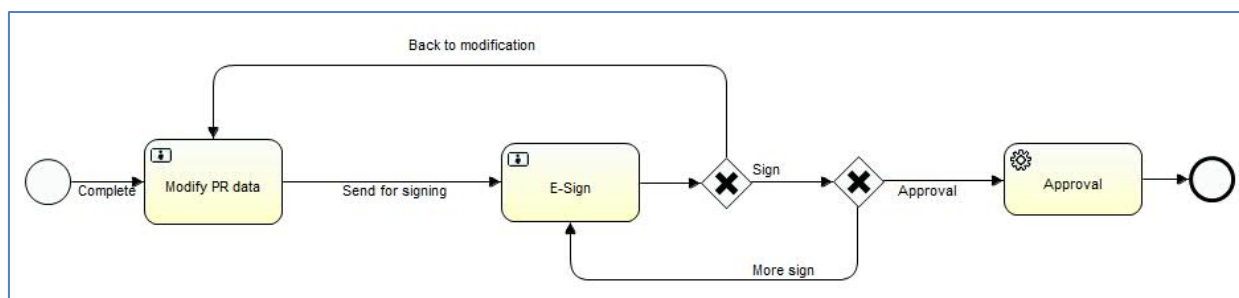 Back to modification
Complete
Modify PR data
Send for signing
E-Sign
Sign
Approval
Approval
More sign